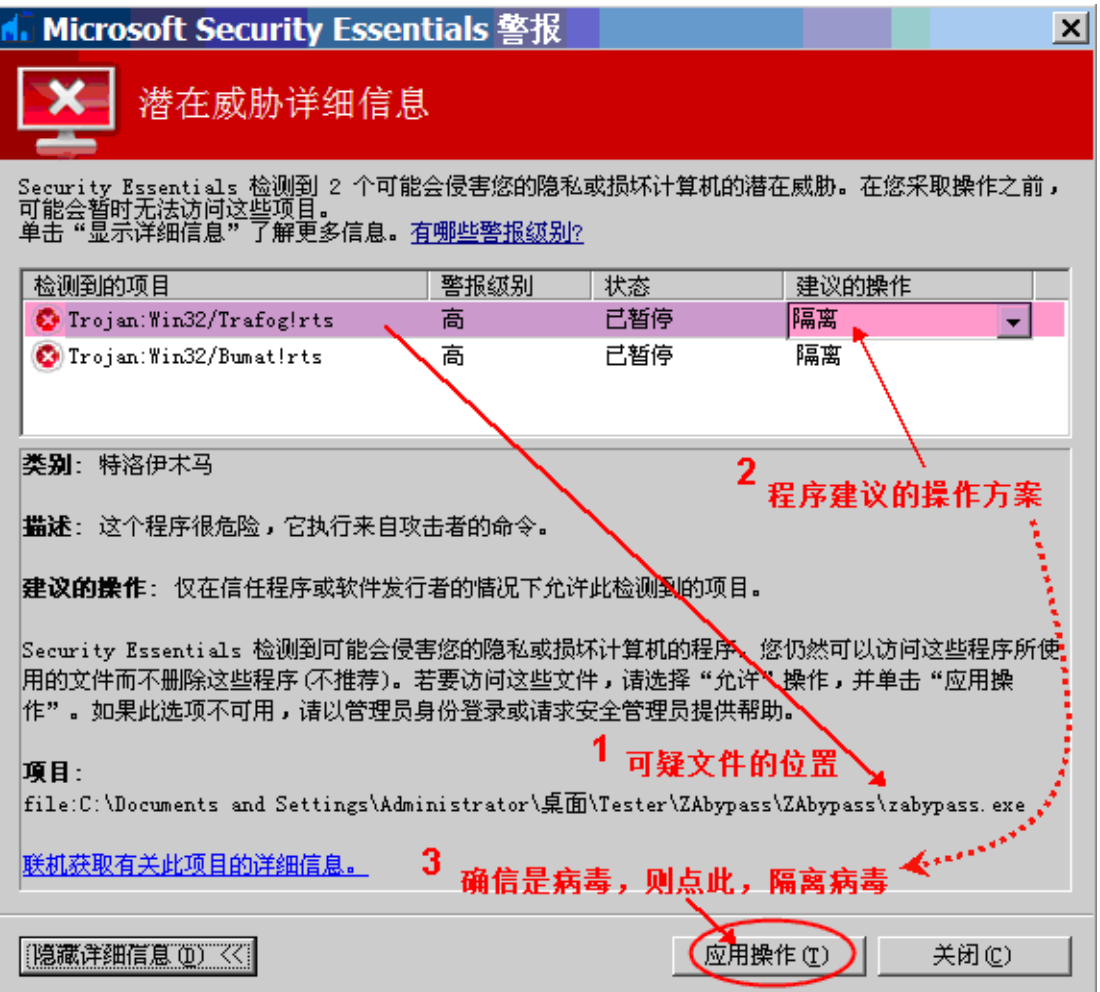 Microsoft Security Essentials 警报
潜在威胁详细信息
Security Essentials 检测到 2 个可能会侵害您的隐私或损坏计算机的潜在威胁。在您采取操作之前，
可能会暂时无法访问这些项目。
单击“显示详细信息”了解更多信息。有哪些警报级别?
检测到的项目 警报级别 状态 建议的操作
Trojan:Win32/Trafog!rts 高 已暂停 隔离
Trojan:Win32/Bumat!rts 高 已暂停 隔离
类别: 特洛伊木马
2 程序建议的操作方案
描述: 这个程序很危险，它执行来自攻击者的命令。
建议的操作: 仅在信任程序或软件发行者的情况下允许此检测到的项目。
Security Essentials 检测到可能会侵害您的隐私或损坏计算机的程序。您仍然可以访问这些程序所使
用的文件而不删除这些程序(不推荐)。若要访问这些文件，请选择“允许”操作，并单击“应用操
作”。如果此选项不可用，请以管理员身份登录或请求安全管理员提供帮助。
1 可疑文件的位置
项目:
file:C:\Documents and Settings\Administrator\桌面\Tester\ZAbypass\ZAbypass\zabypass.exe
联机获取有关此项目的详细信息。
3 确信是病毒，则点此，隔离病毒
隐藏详细信息(D) << 应用操作(T) 关闭(C)